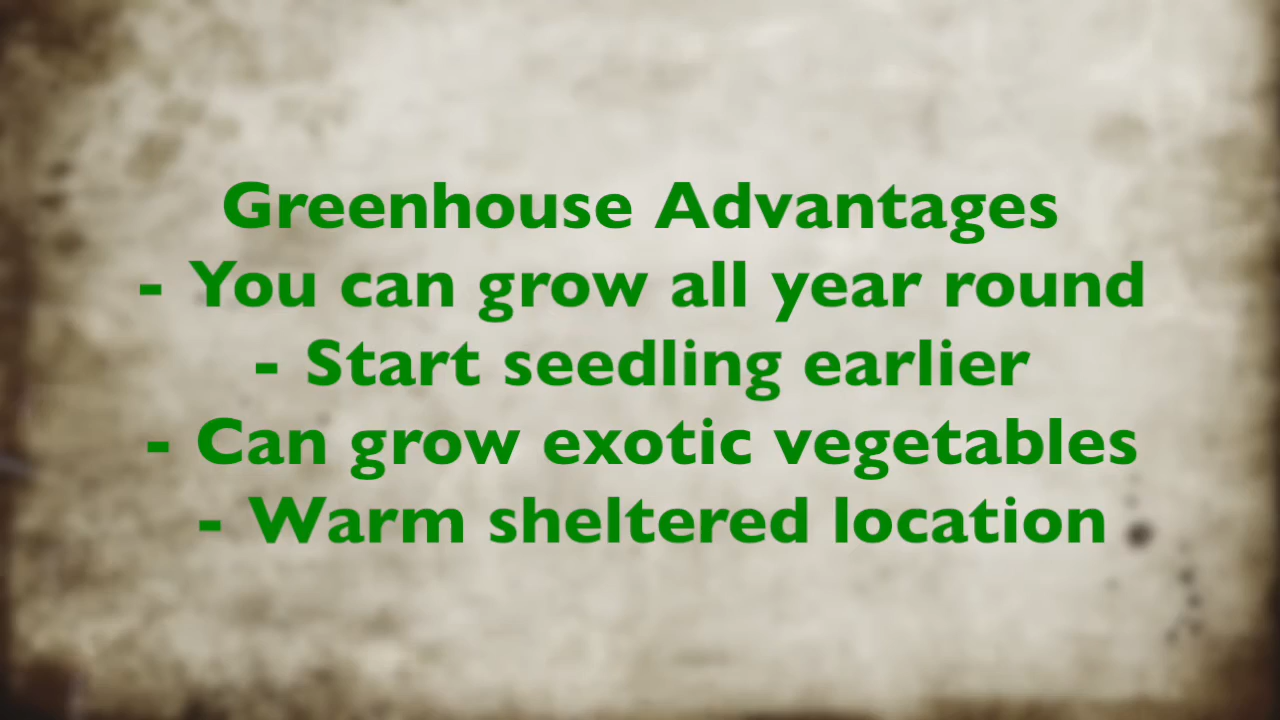 Greenhouse Advantages
- You can grow all year round
- Start seedling earlier
- Can grow exotic vegetables
- Warm sheltered location